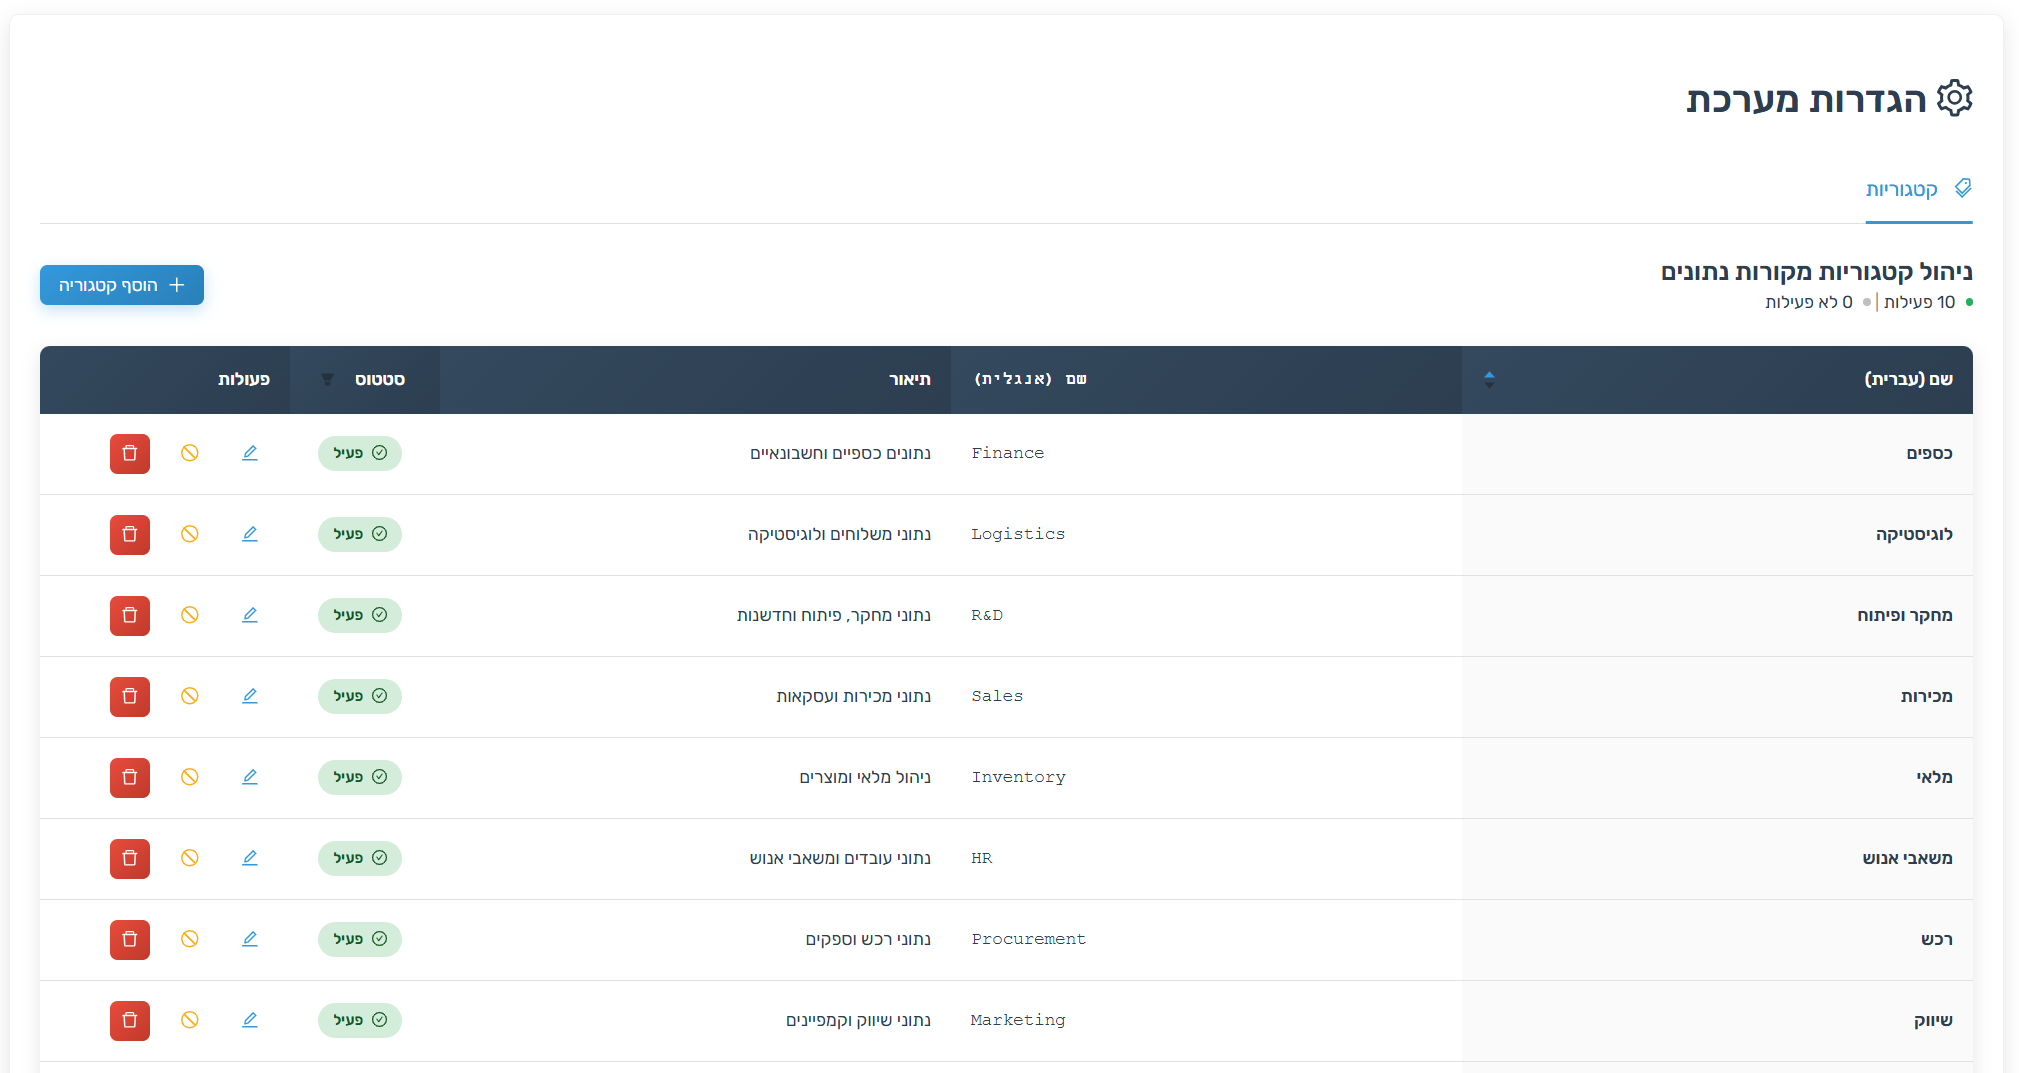 הגדרות מערכת
קטגוריות
ניהול קטגוריות מקורות נתונים
10 פעילות | 0 לא פעילות
הוסף קטגוריה
שם (עברית) שם (אנגלית) תיאור סטטוס פעולות
כספים Finance נתונים כספיים וחשבונאיים פעיל
לוגיסטיקה Logistics נתוני משלוחים ולוגיסטיקה פעיל
מחקר ופיתוח R&D נתוני מחקר, פיתוח וחדשנות פעיל
מכירות Sales נתוני מכירות ועסקאות פעיל
מלאי Inventory ניהול מלאי ומוצרים פעיל
משאבי אנוש HR נתוני עובדים ומשאבי אנוש פעיל
רכש Procurement נתוני רכש וספקים פעיל
שיווק Marketing נתוני שיווק וקמפיינים פעיל